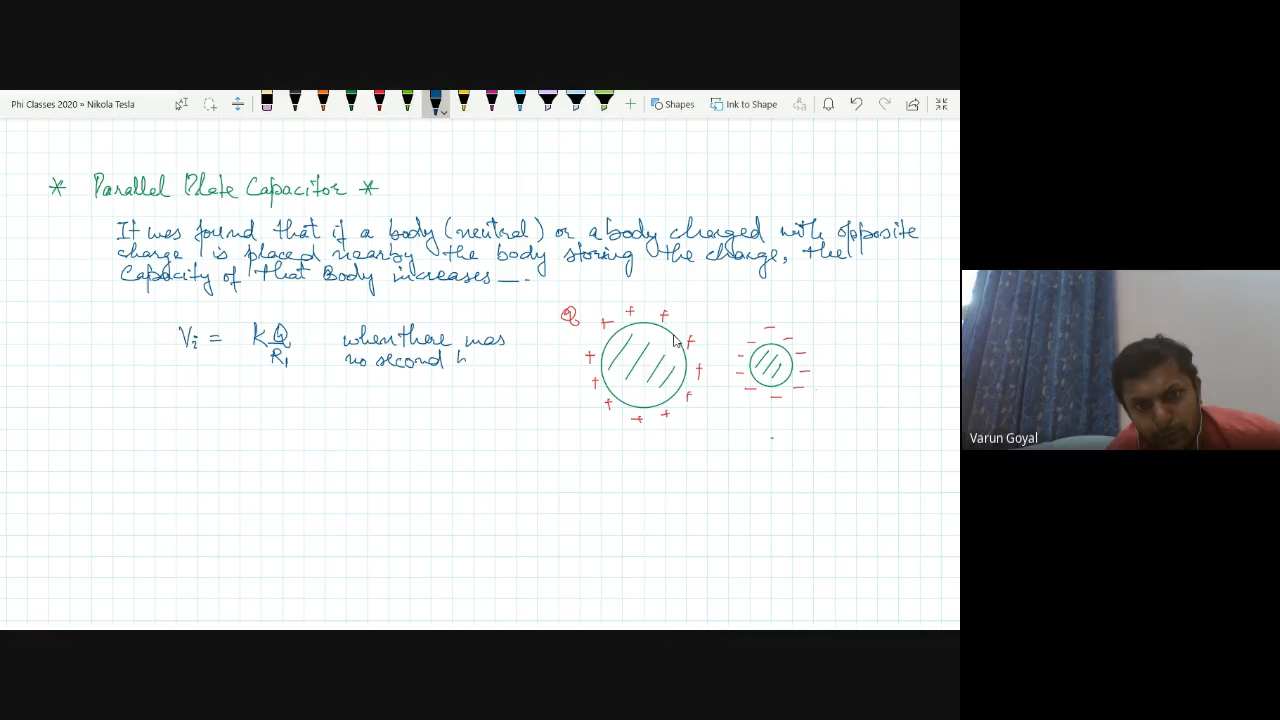 Phi Classes 2020 » Nikola Tesla
Shapes
Ink to Shape
* Parallel Plate Capacitor *
It was found that if a body (neutral) or a body charged with opposite
charge is placed nearby the body storing the charge, the
Capacity of that Body increases _ .
Vi = KQ/R1 when there was
no second b
Q
+ + + + + + + + + + + +
- - - - - - - - - -
Varun Goyal